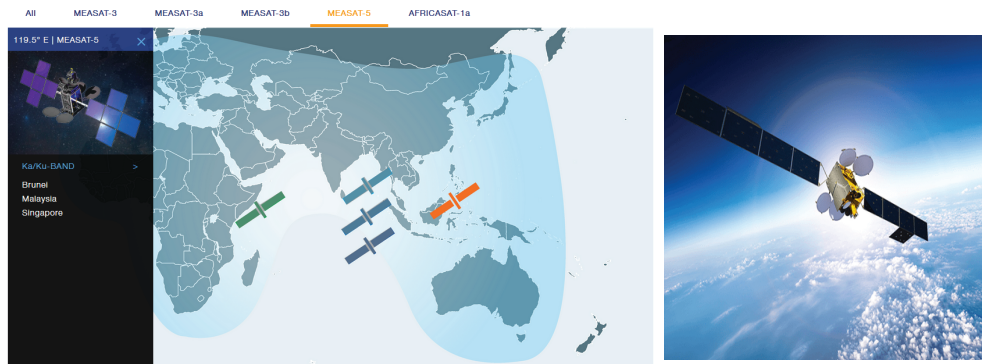 All
MEASAT-3
MEASAT-3a
MEASAT-3b
MEASAT-5
AFRICASAT-1a
119.5° E | MEASAT-5
Ka/Ku-BAND >
Brunei
Malaysia
Singapore